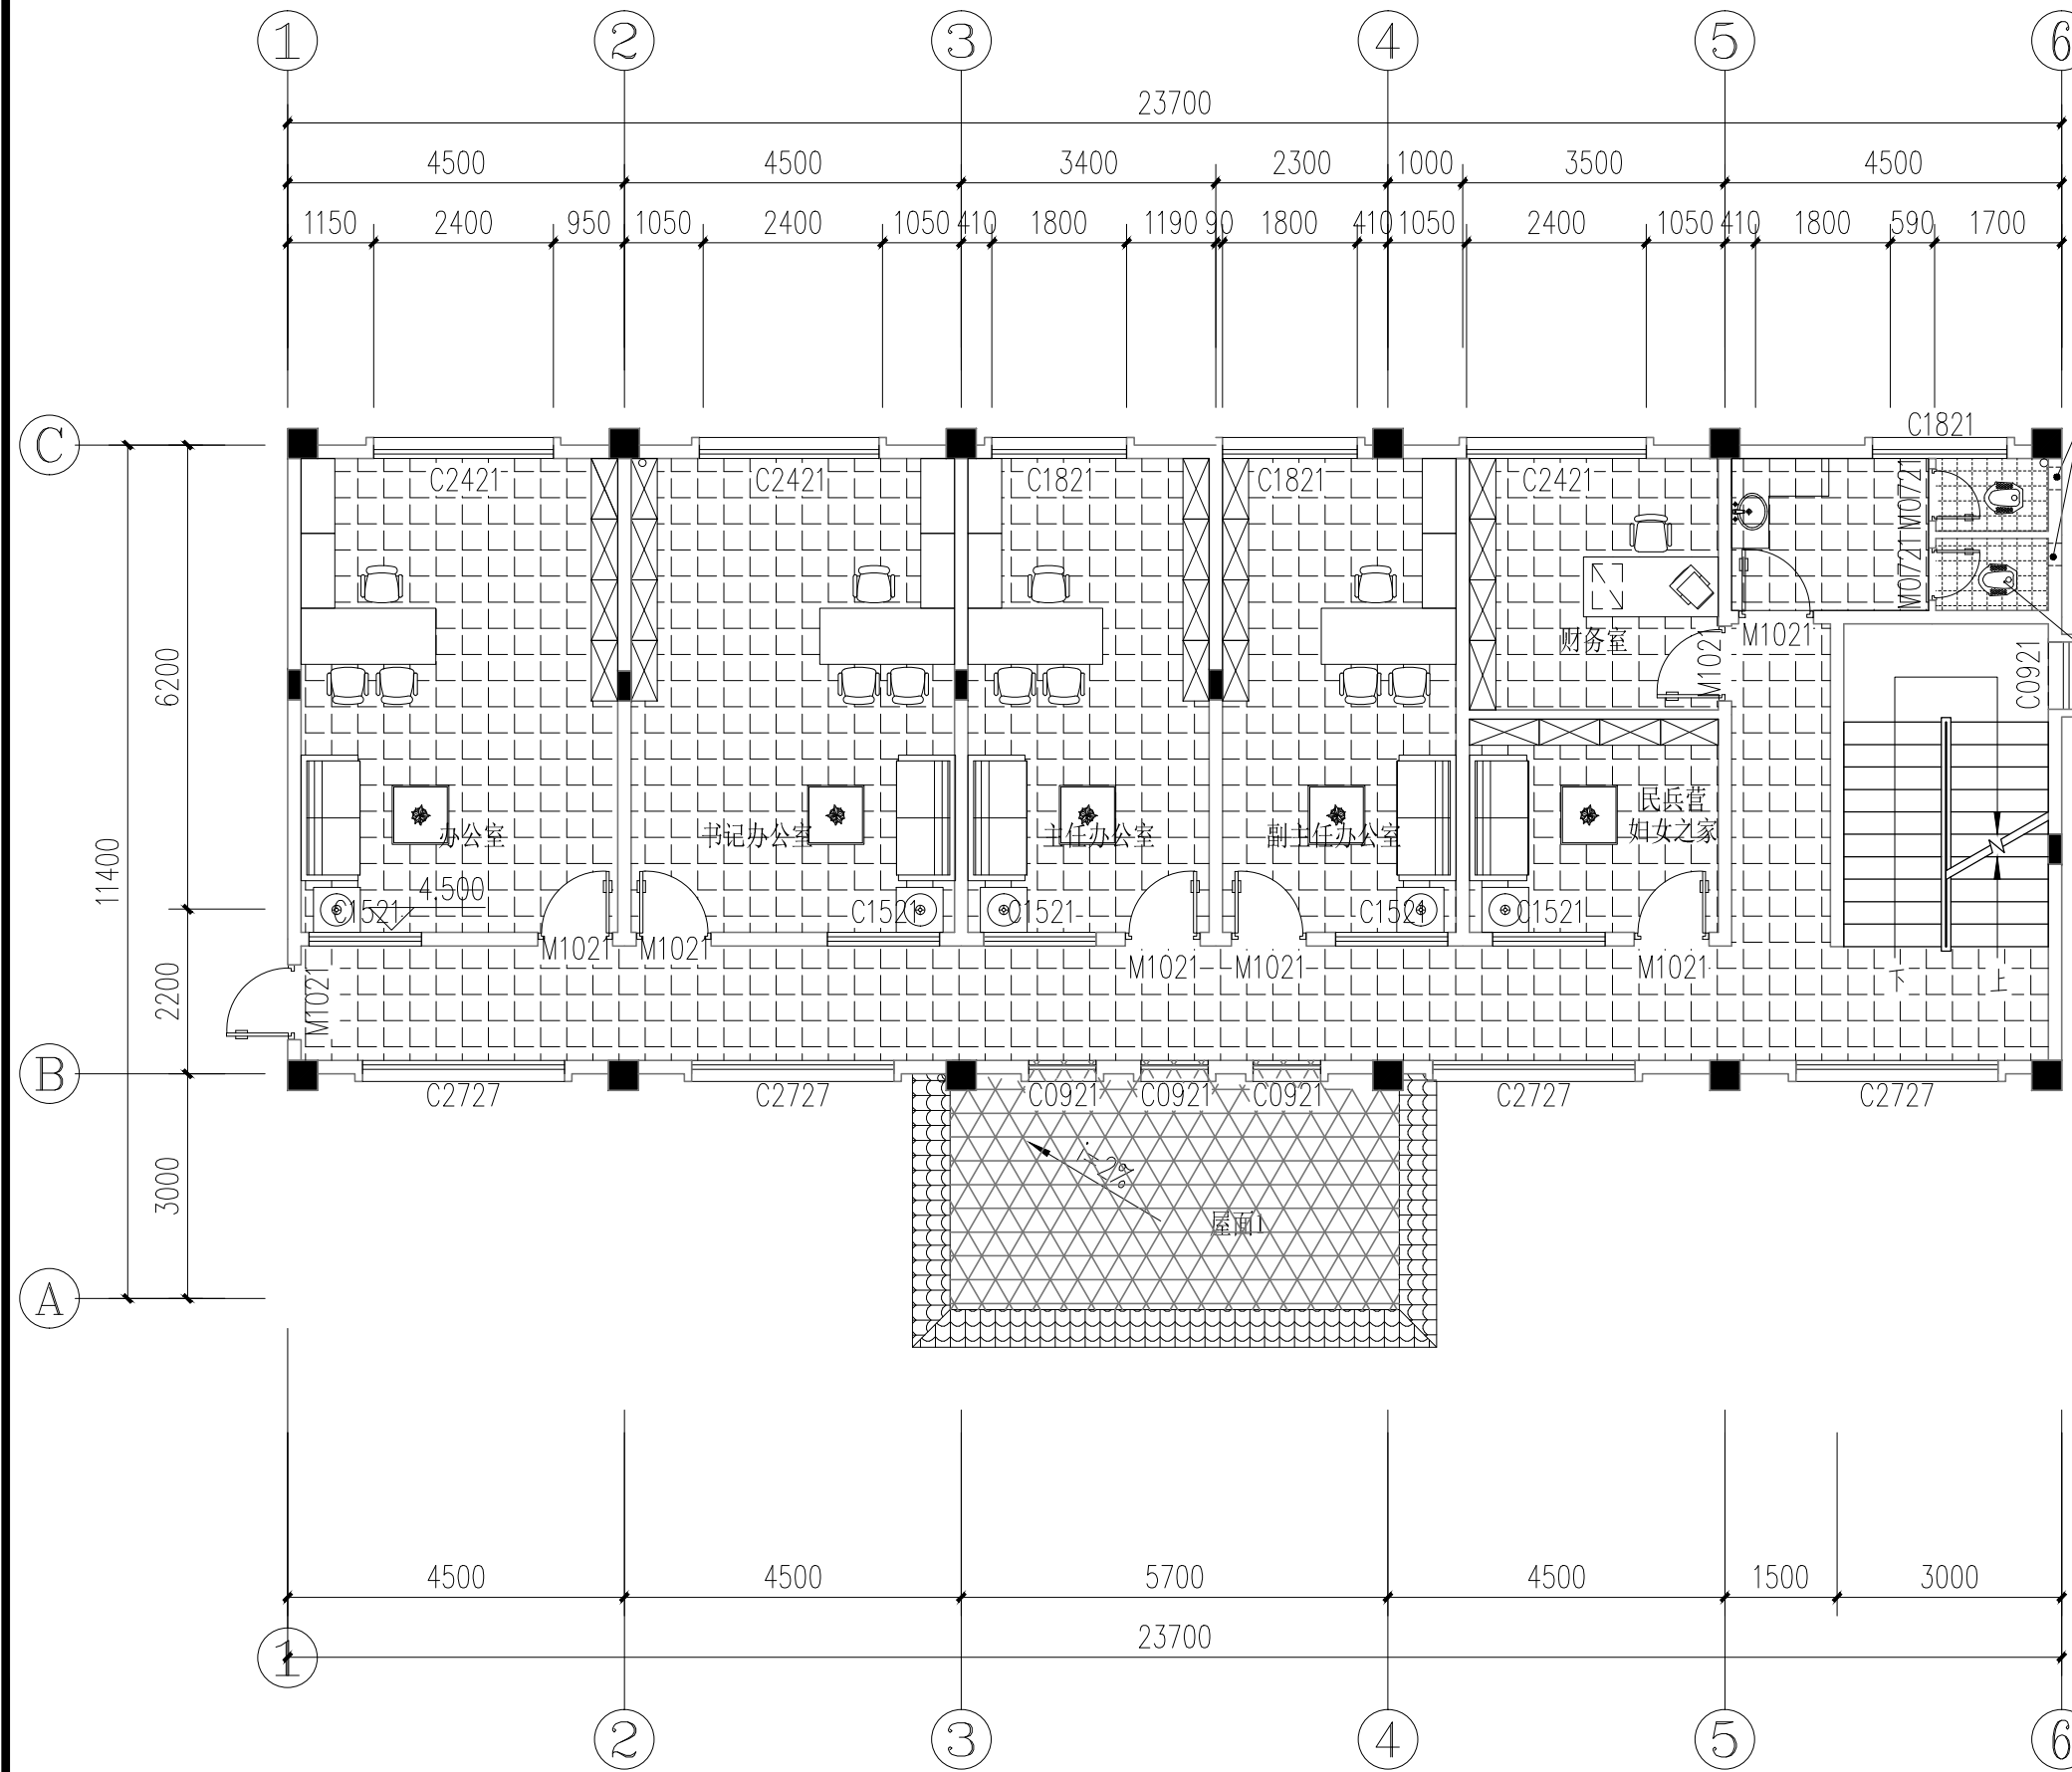 1 2 3 4 5 6
23700
4500 4500 3400 2300 1000 3500 4500
1150 2400 950 1050 2400 1050 410 1800 1190 90 1800 410 1050 2400 1050 410 1800 590 1700
C1821
C
C2421 C2421 C1821 C1821 C2421
M0721
M0721
财务室
M1021
M1021
C0921
6200
11400
民兵营
妇女之家
办公室 书记办公室 主任办公室 副主任办公室
4.500
C1521 C1521 C1521 C1521 C1521
M1021 M1021 M1021 M1021 M1021
下 上
2200
M1021
B
C2727 C2727 C0921 C0921 C0921 C2727 C2727
i=2%
3000
屋面1
A
4500 4500 5700 4500 1500 3000
23700
1
2 3 4 5 6